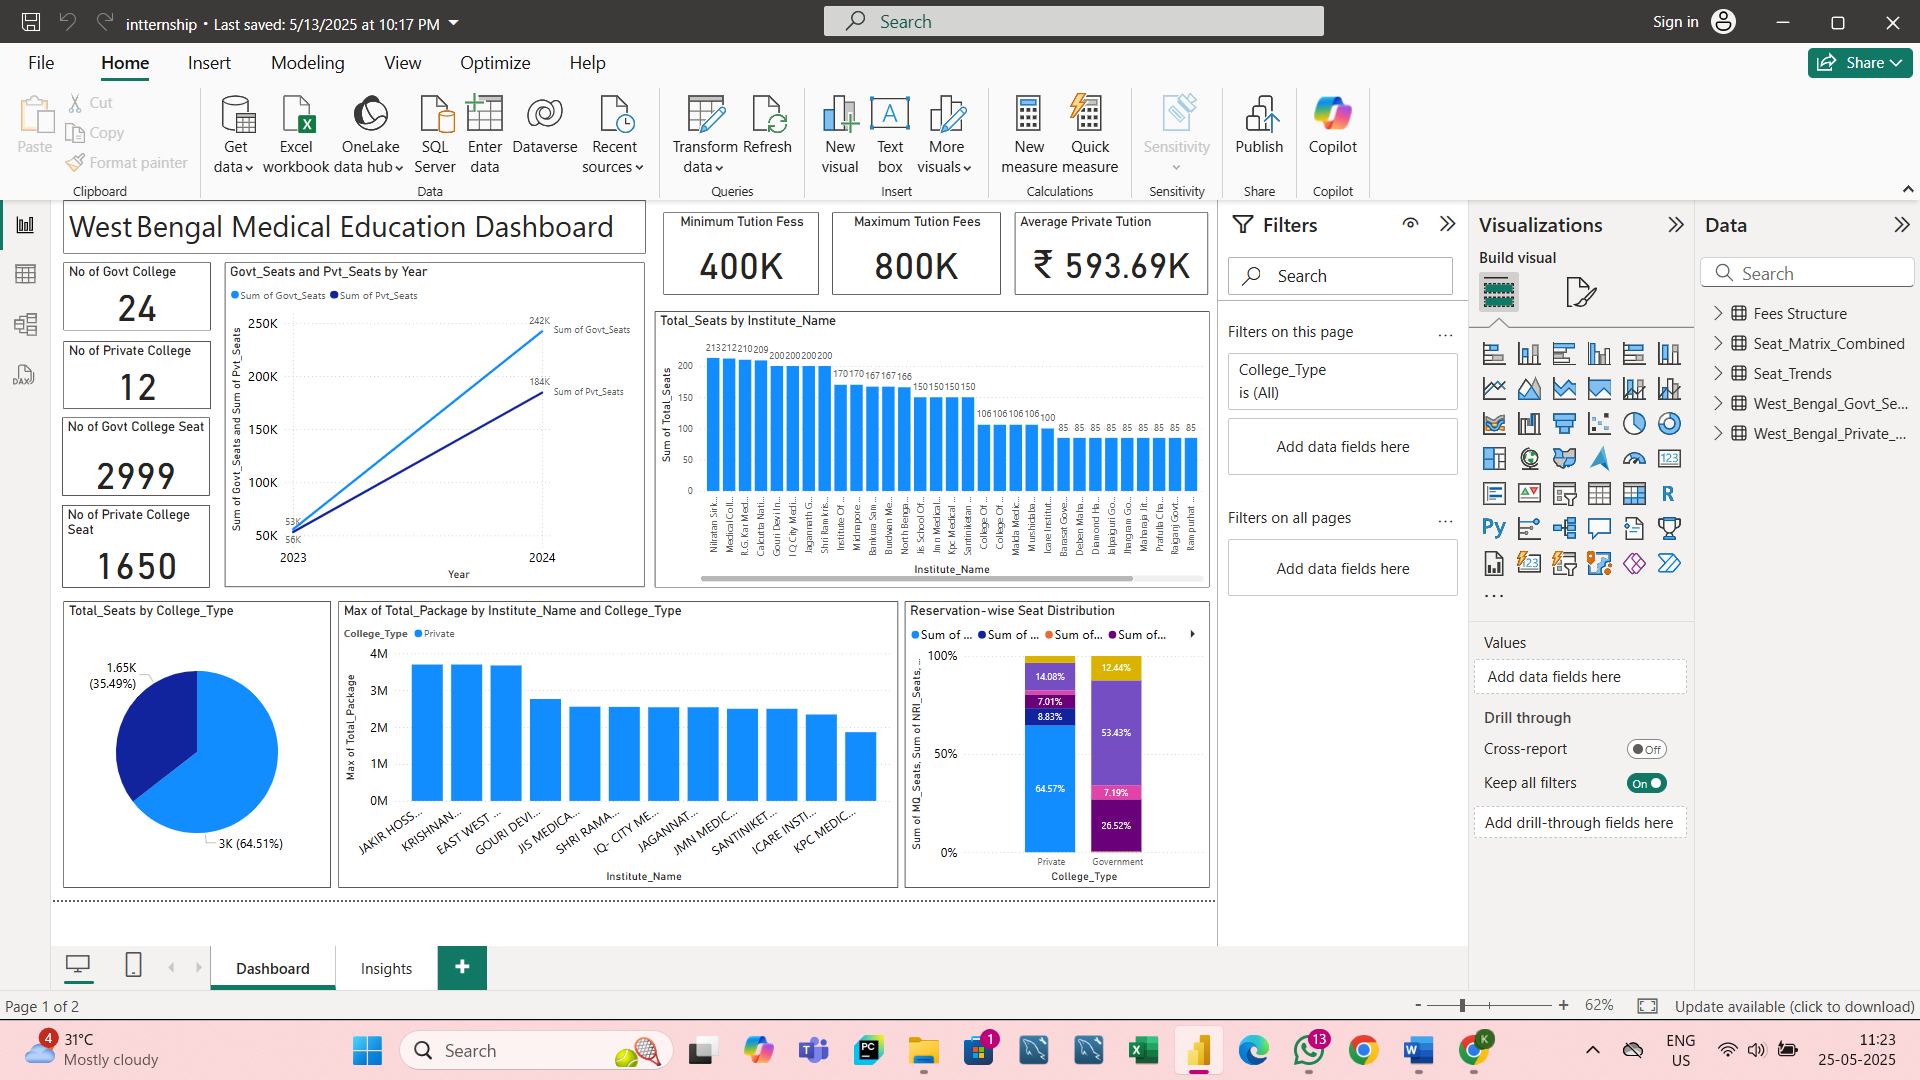 intternship • Last saved: 5/13/2025 at 10:17 PM
Search
Sign in
File
Home
Insert
Modeling
View
Optimize
Help
Share
Paste
Cut
Copy
Format painter
Clipboard
Get data
Excel workbook
OneLake data hub
SQL Server
Enter data
Dataverse
Recent sources
Data
Transform data
Refresh
Queries
New visual
Text box
More visuals
Insert
New measure
Quick measure
Calculations
Sensitivity
Sensitivity
Publish
Share
Copilot
Copilot
West Bengal Medical Education Dashboard
No of Govt College
24
No of Private College
12
No of Govt College Seat
2999
No of Private College Seat
1650
Govt_Seats and Pvt_Seats by Year
Sum of Govt_Seats Sum of Pvt_Seats
Sum of Govt_Seats and Sum of Pvt_Seats
250K
200K
150K
100K
50K
242K
Sum of Govt_Seats
184K
Sum of Pvt_Seats
53K
56K
2023 2024
Year
Minimum Tution Fess
400K
Maximum Tution Fees
800K
Average Private Tution
₹ 593.69K
Total_Seats by Institute_Name
Sum of Total_Seats
200
150
100
50
0
213 212 210 209 200 200 200 200 170 170 167 167 166 150 150 150 150 106 106 106 106 100 85 85 85 85 85 85 85 85 85
Nilratan Sirk...
Medical Coll...
R.G. Kar Med...
Calcutta Nati...
Gouri Devi In...
I Q City Medi...
Jagannath G...
Shri Ramkris...
Institute Of ...
Midnapore ...
Bankura Sam...
Burdwan Me...
North Benga...
Jis School Of...
Jmn Medical...
Kpc Medical ...
Santiniketan ...
College Of ...
College Of ...
Malda Medic...
Murshidaba...
Icare Institut...
Barasat Gove...
Deben Maha...
Diamond Ha...
Jalpaiguri Go...
Jhargram Go...
Maharaja Jit...
Prafulla Cha...
Raiganj Govt...
Rampurhat ...
Institute_Name
Total_Seats by College_Type
1.65K
(35.49%)
3K (64.51%)
Max of Total_Package by Institute_Name and College_Type
College_Type Private
Max of Total_Package
4M
3M
2M
1M
0M
JAKIR HOSS...
KRISHNAN...
EAST WEST ...
GOURI DEVI...
JIS MEDICA...
SHRI RAMA...
IQ- CITY ME...
JAGANNAT...
JMN MEDIC...
SANTINIKET...
ICARE INSTI...
KPC MEDIC...
Institute_Name
Reservation-wise Seat Distribution
Sum of ... Sum of ... Sum of... Sum of...
Sum of MQ_Seats, Sum of NRI_Seats, ...
100%
50%
0%
14.08%
7.01%
8.83%
64.57%
12.44%
53.43%
7.19%
26.52%
Private Government
College_Type
Filters
Search
Filters on this page ...
College_Type
is (All)
Add data fields here
Filters on all pages ...
Add data fields here
Visualizations
Build visual
123
R
Py
123
...
Values
Add data fields here
Drill through
Cross-report Off
Keep all filters On
Add drill-through fields here
Data
Search
Fees Structure
Seat_Matrix_Combined
Seat_Trends
West_Bengal_Govt_Se...
West_Bengal_Private_...
DAX
Dashboard
Insights
+
Page 1 of 2
- + 62%
Update available (click to download)
4
31°C
Mostly cloudy
Search
PC
1
13
K
ENG
US
11:23
25-05-2025